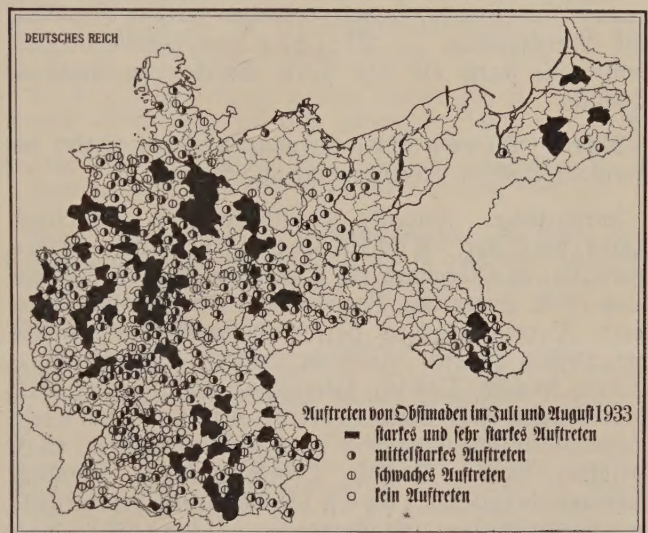 DEUTSCHES REICH
Auftreten von Obstmaden im Juli und August 1933
starkes und sehr starkes Auftreten
mittelstarkes Auftreten
schwaches Auftreten
kein Auftreten